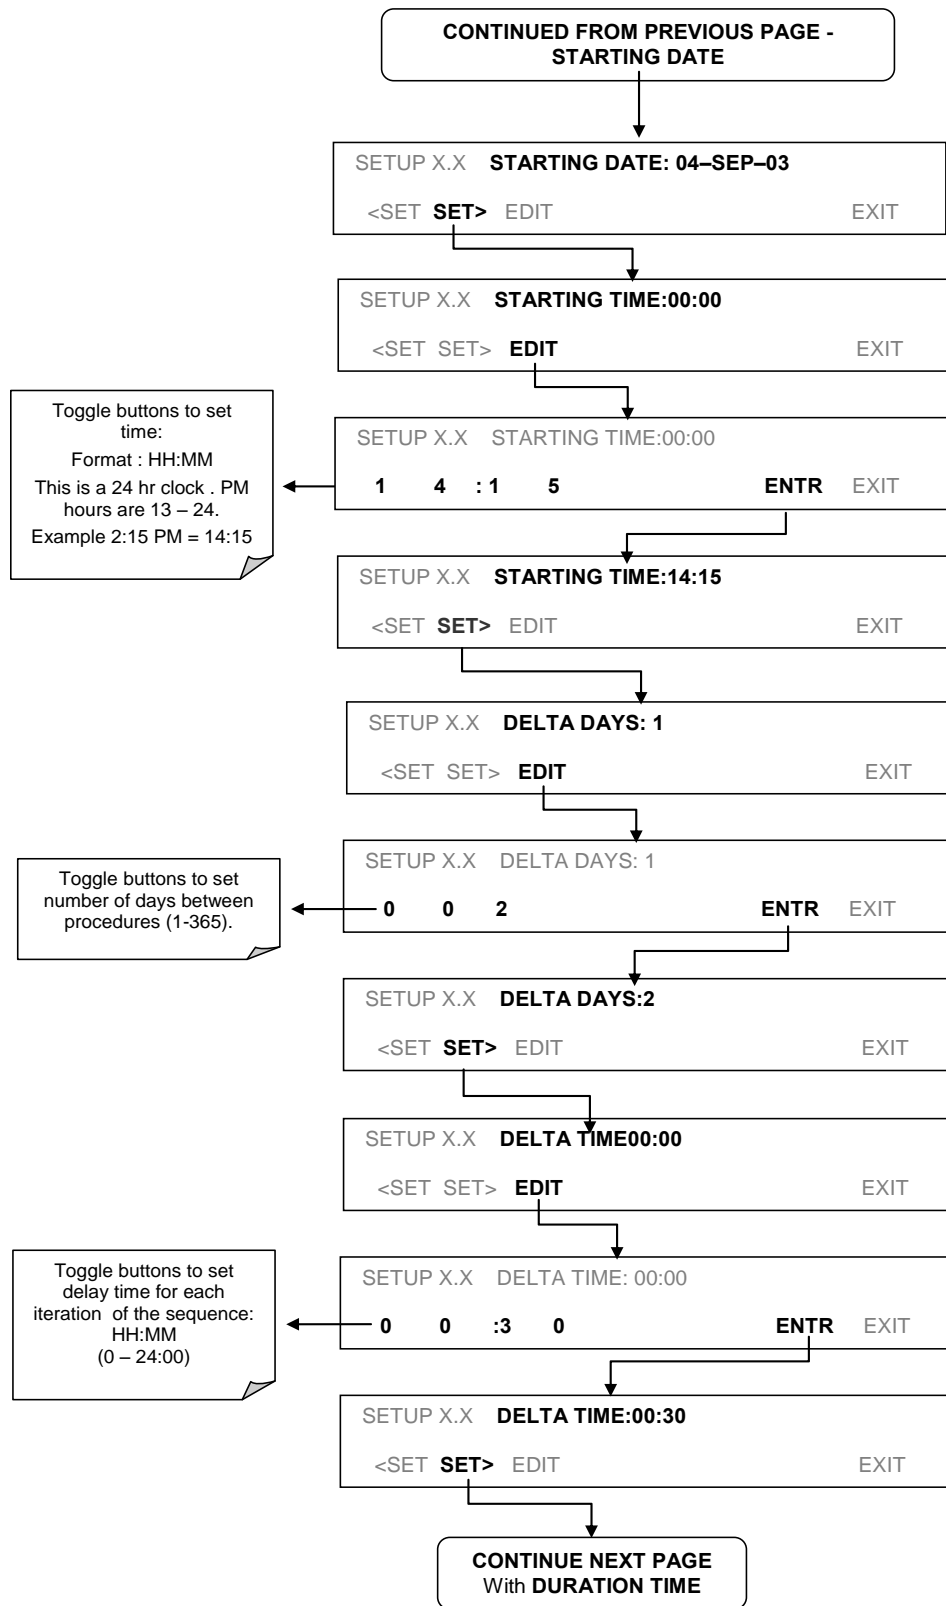 CONTINUED FROM PREVIOUS PAGE -
STARTING DATE
SETUP X.X STARTING DATE: 04–SEP–03
<SET SET> EDIT EXIT
SETUP X.X STARTING TIME:00:00
<SET SET> EDIT EXIT
Toggle buttons to set
time:
Format : HH:MM
This is a 24 hr clock . PM
hours are 13 – 24.
Example 2:15 PM = 14:15
SETUP X.X STARTING TIME:00:00
1 4 : 1 5 ENTR EXIT
SETUP X.X STARTING TIME:14:15
<SET SET> EDIT EXIT
SETUP X.X DELTA DAYS: 1
<SET SET> EDIT EXIT
Toggle buttons to set
number of days between
procedures (1-365).
SETUP X.X DELTA DAYS: 1
0 0 2 ENTR EXIT
SETUP X.X DELTA DAYS:2
<SET SET> EDIT EXIT
SETUP X.X DELTA TIME00:00
<SET SET> EDIT EXIT
Toggle buttons to set
delay time for each
iteration of the sequence:
HH:MM
(0 – 24:00)
SETUP X.X DELTA TIME: 00:00
0 0 :3 0 ENTR EXIT
SETUP X.X DELTA TIME:00:30
<SET SET> EDIT EXIT
CONTINUE NEXT PAGE
With DURATION TIME